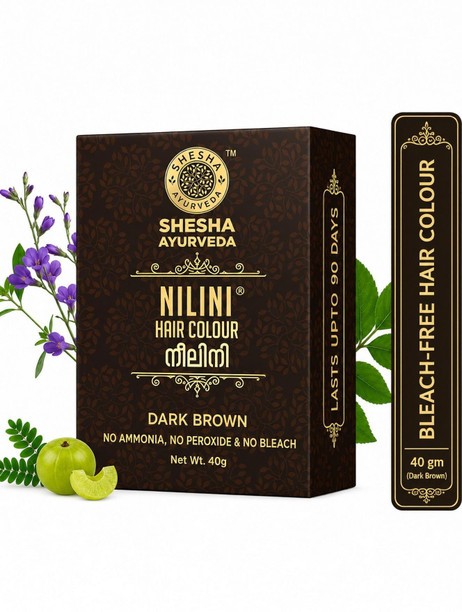 SHESHA
AYURVEDA
TM
SHESHA
AYURVEDA
NILINI®
HAIR COLOUR
നീലിനി
DARK BROWN
NO AMMONIA, NO PEROXIDE & NO BLEACH
Net Wt. 40g
LASTS UPTO 90 DAYS
BLEACH-FREE HAIR COLOUR
40 gm
(Dark Brown)